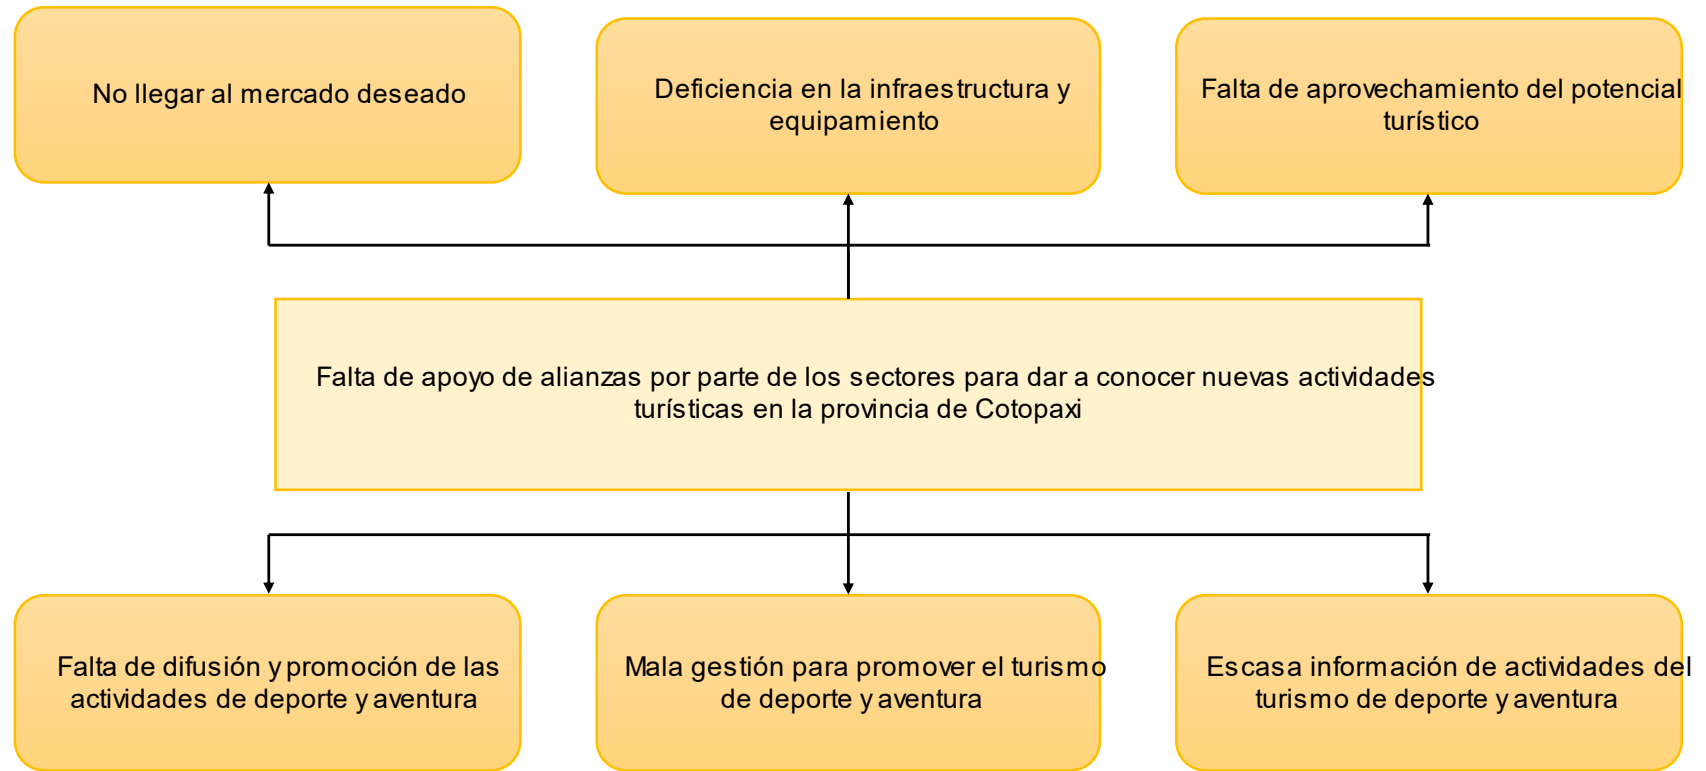 No llegar al mercado deseado
Deficiencia en la infraestructura y
equipamiento
Falta de aprovechamiento del potencial
turístico
Falta de apoyo de alianzas por parte de los sectores para dar a conocer nuevas actividades
turísticas en la provincia de Cotopaxi
Falta de difusión y promoción de las
actividades de deporte y aventura
Mala gestión para promover el turismo
de deporte y aventura
Escasa información de actividades del
turismo de deporte y aventura